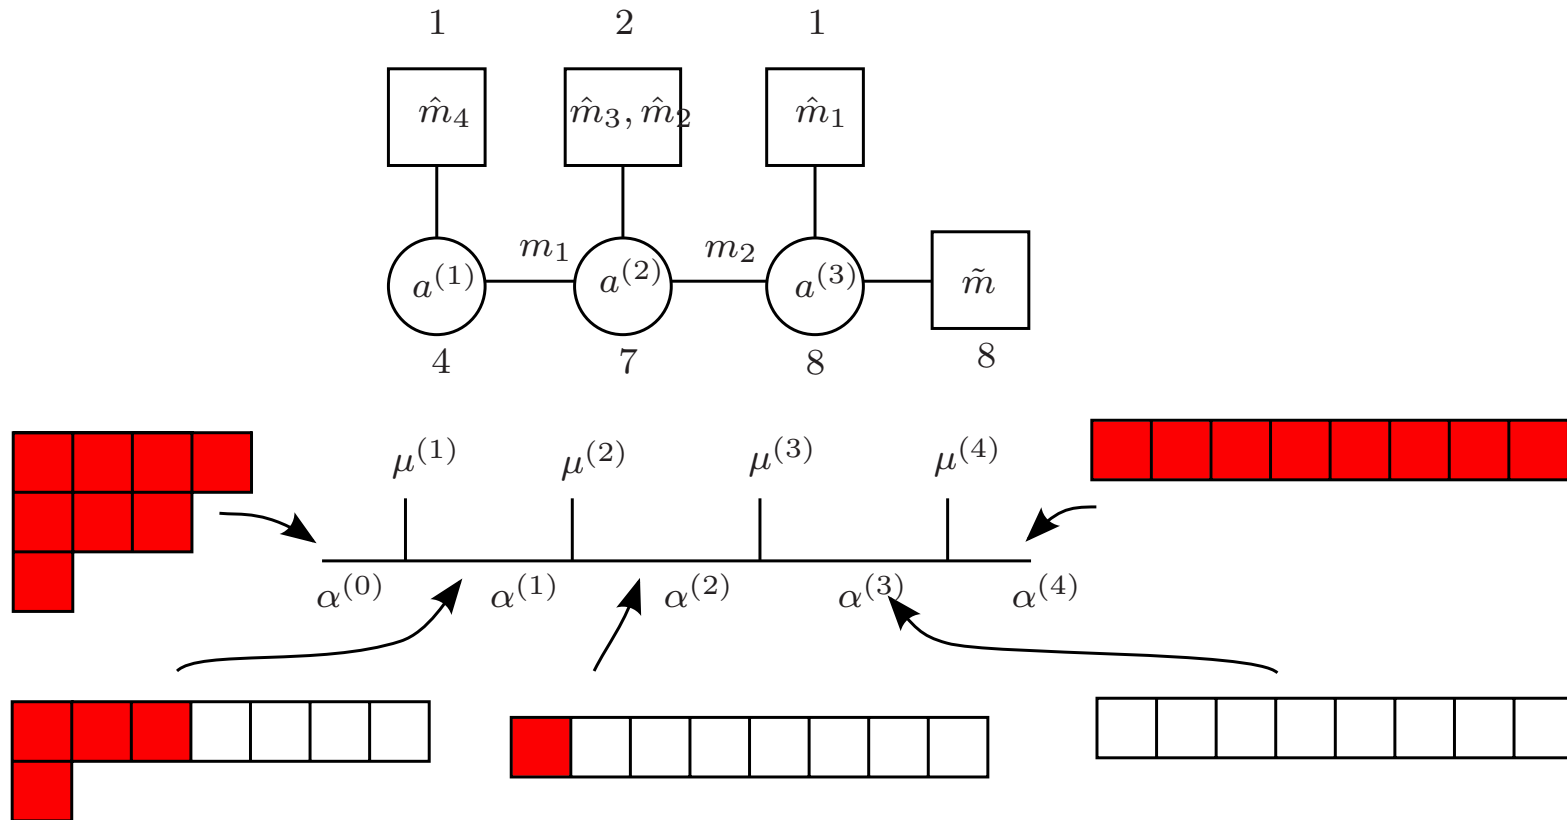 1 2 1
m̂₄ m̂₃, m̂₂ m̂₁
m₁ m₂
a⁽¹⁾ a⁽²⁾ a⁽³⁾ m̃
4 7 8 8
μ⁽¹⁾ μ⁽²⁾ μ⁽³⁾ μ⁽⁴⁾
α⁽⁰⁾ α⁽¹⁾ α⁽²⁾ α⁽³⁾ α⁽⁴⁾